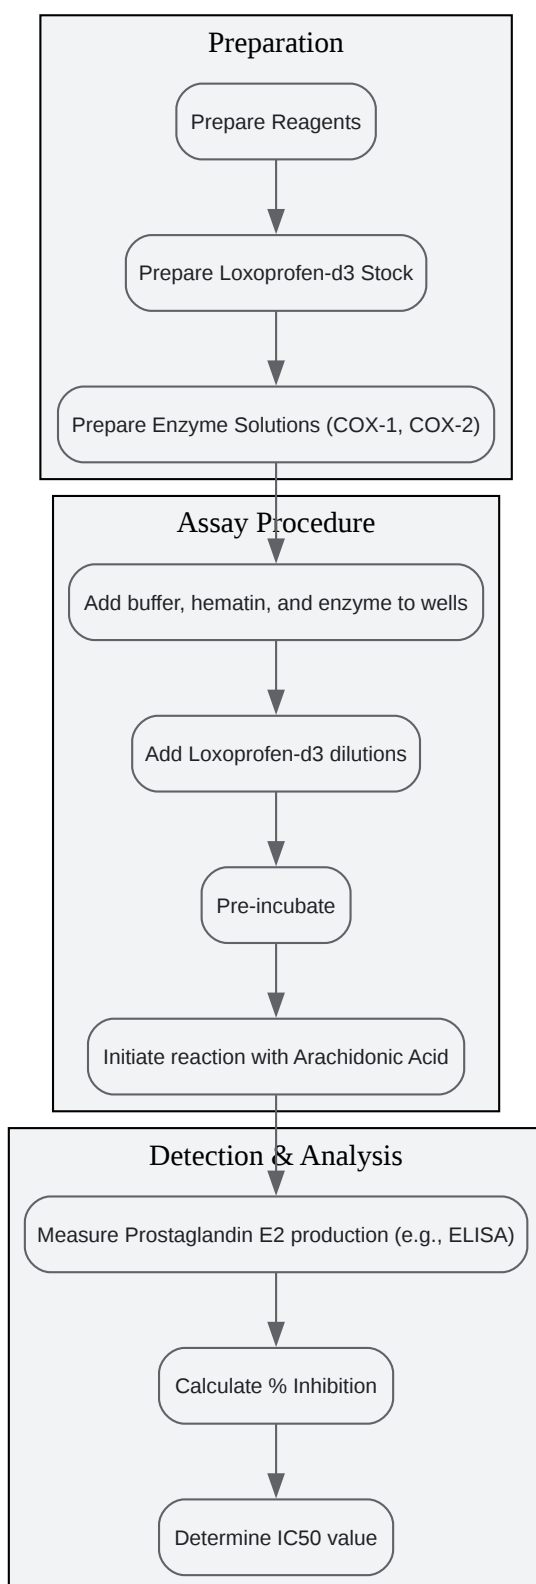 Preparation
Prepare Reagents
Prepare Loxoprofen-d3 Stock
Prepare Enzyme Solutions (COX-1, COX-2)
Assay Procedure
Add buffer, hematin, and enzyme to wells
Add Loxoprofen-d3 dilutions
Pre-incubate
Initiate reaction with Arachidonic Acid
Detection & Analysis
Measure Prostaglandin E2 production (e.g., ELISA)
Calculate % Inhibition
Determine IC50 value